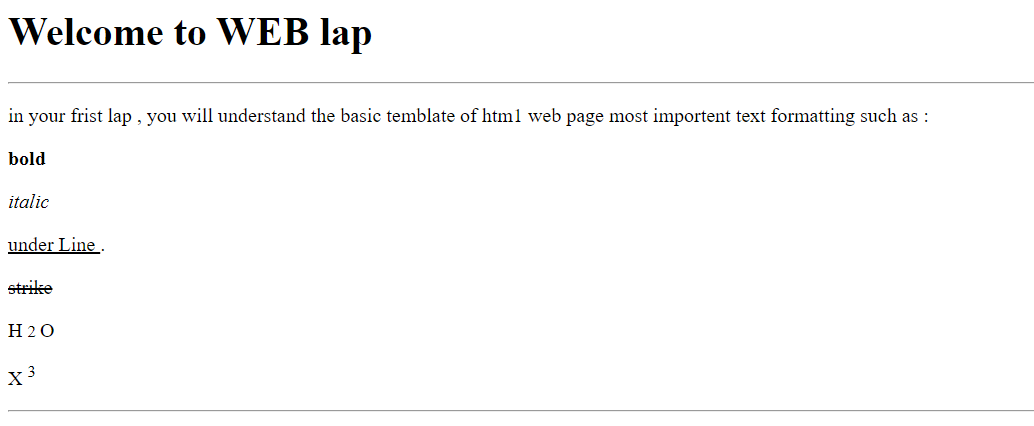 Welcome to WEB lap
in your frist lap , you will understand the basic temblate of htm1 web page most importent text formatting such as :
bold
italic
under Line .
strike
H 2 O
X 3